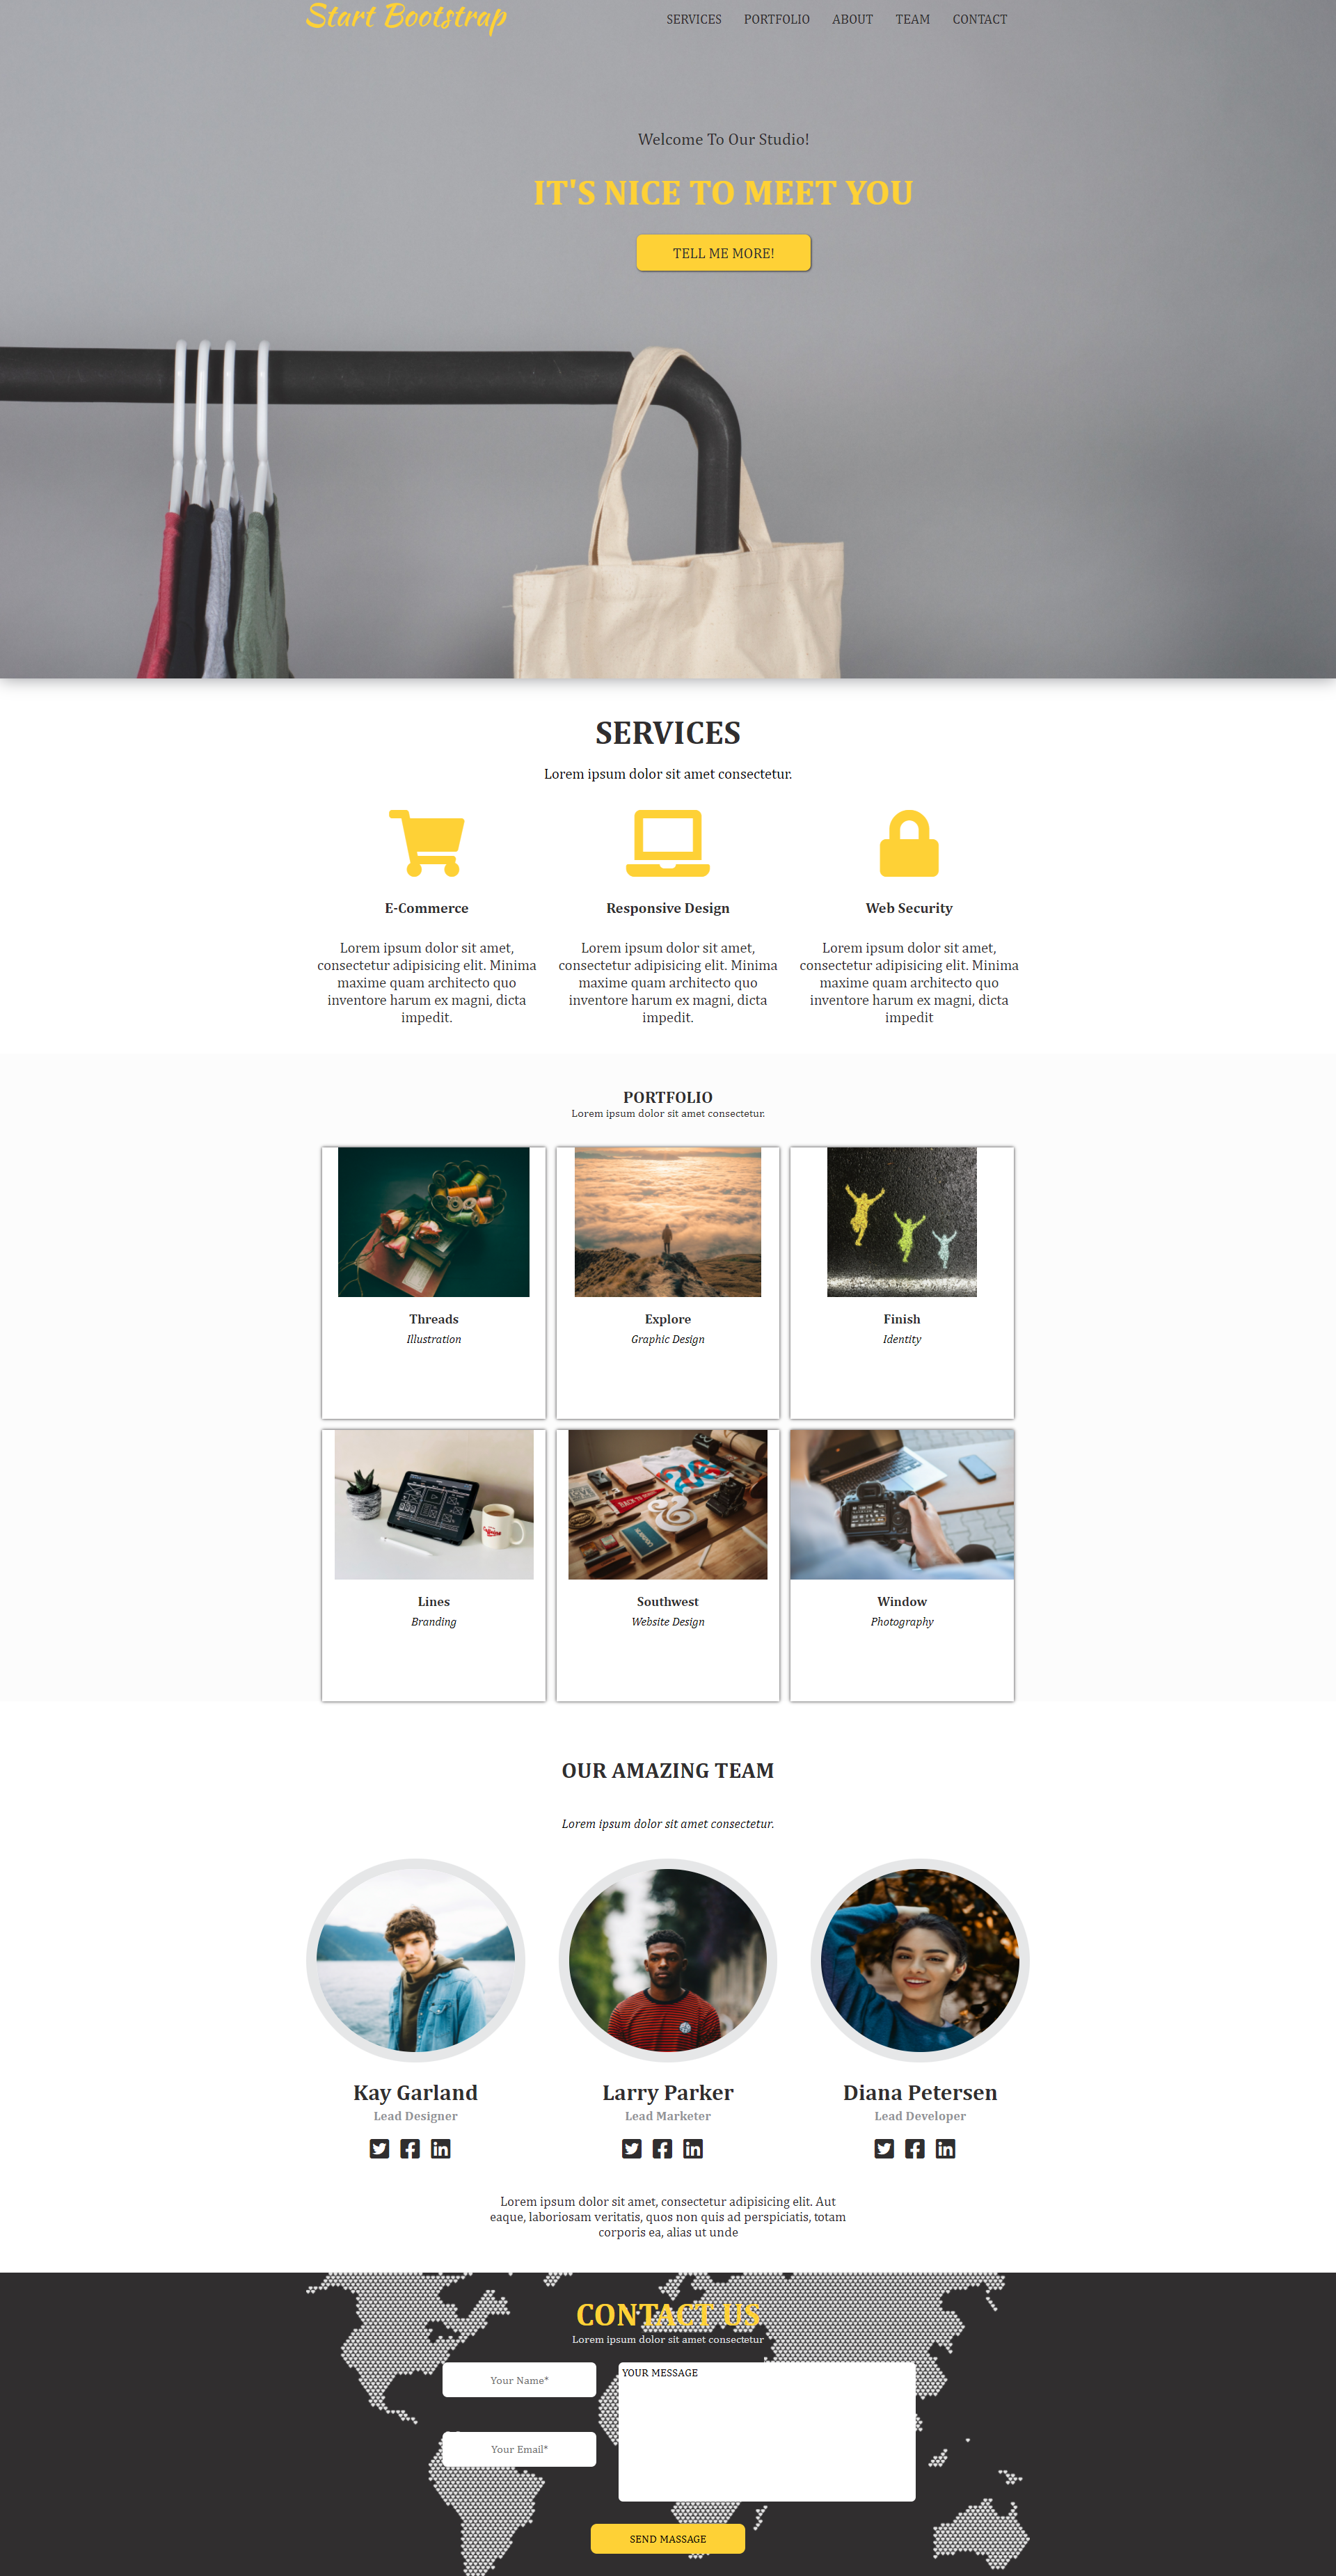 Start Bootstrap
SERVICES PORTFOLIO ABOUT TEAM CONTACT
Welcome To Our Studio!
IT'S NICE TO MEET YOU
TELL ME MORE!
SERVICES
Lorem ipsum dolor sit amet consectetur.
E-Commerce
Lorem ipsum dolor sit amet,
consectetur adipisicing elit. Minima
maxime quam architecto quo
inventore harum ex magni, dicta
impedit.
Responsive Design
Lorem ipsum dolor sit amet,
consectetur adipisicing elit. Minima
maxime quam architecto quo
inventore harum ex magni, dicta
impedit.
Web Security
Lorem ipsum dolor sit amet,
consectetur adipisicing elit. Minima
maxime quam architecto quo
inventore harum ex magni, dicta
impedit
PORTFOLIO
Lorem ipsum dolor sit amet consectetur.
Threads
Illustration
Explore
Graphic Design
Finish
Identity
Lines
Branding
Southwest
Website Design
Window
Photography
OUR AMAZING TEAM
Lorem ipsum dolor sit amet consectetur.
Kay Garland
Lead Designer
Larry Parker
Lead Marketer
Diana Petersen
Lead Developer
Lorem ipsum dolor sit amet, consectetur adipisicing elit. Aut
eaque, laboriosam veritatis, quos non quis ad perspiciatis, totam
corporis ea, alias ut unde
CONTACT US
Lorem ipsum dolor sit amet consectetur
Your Name*
Your Email*
YOUR MESSAGE
SEND MASSAGE